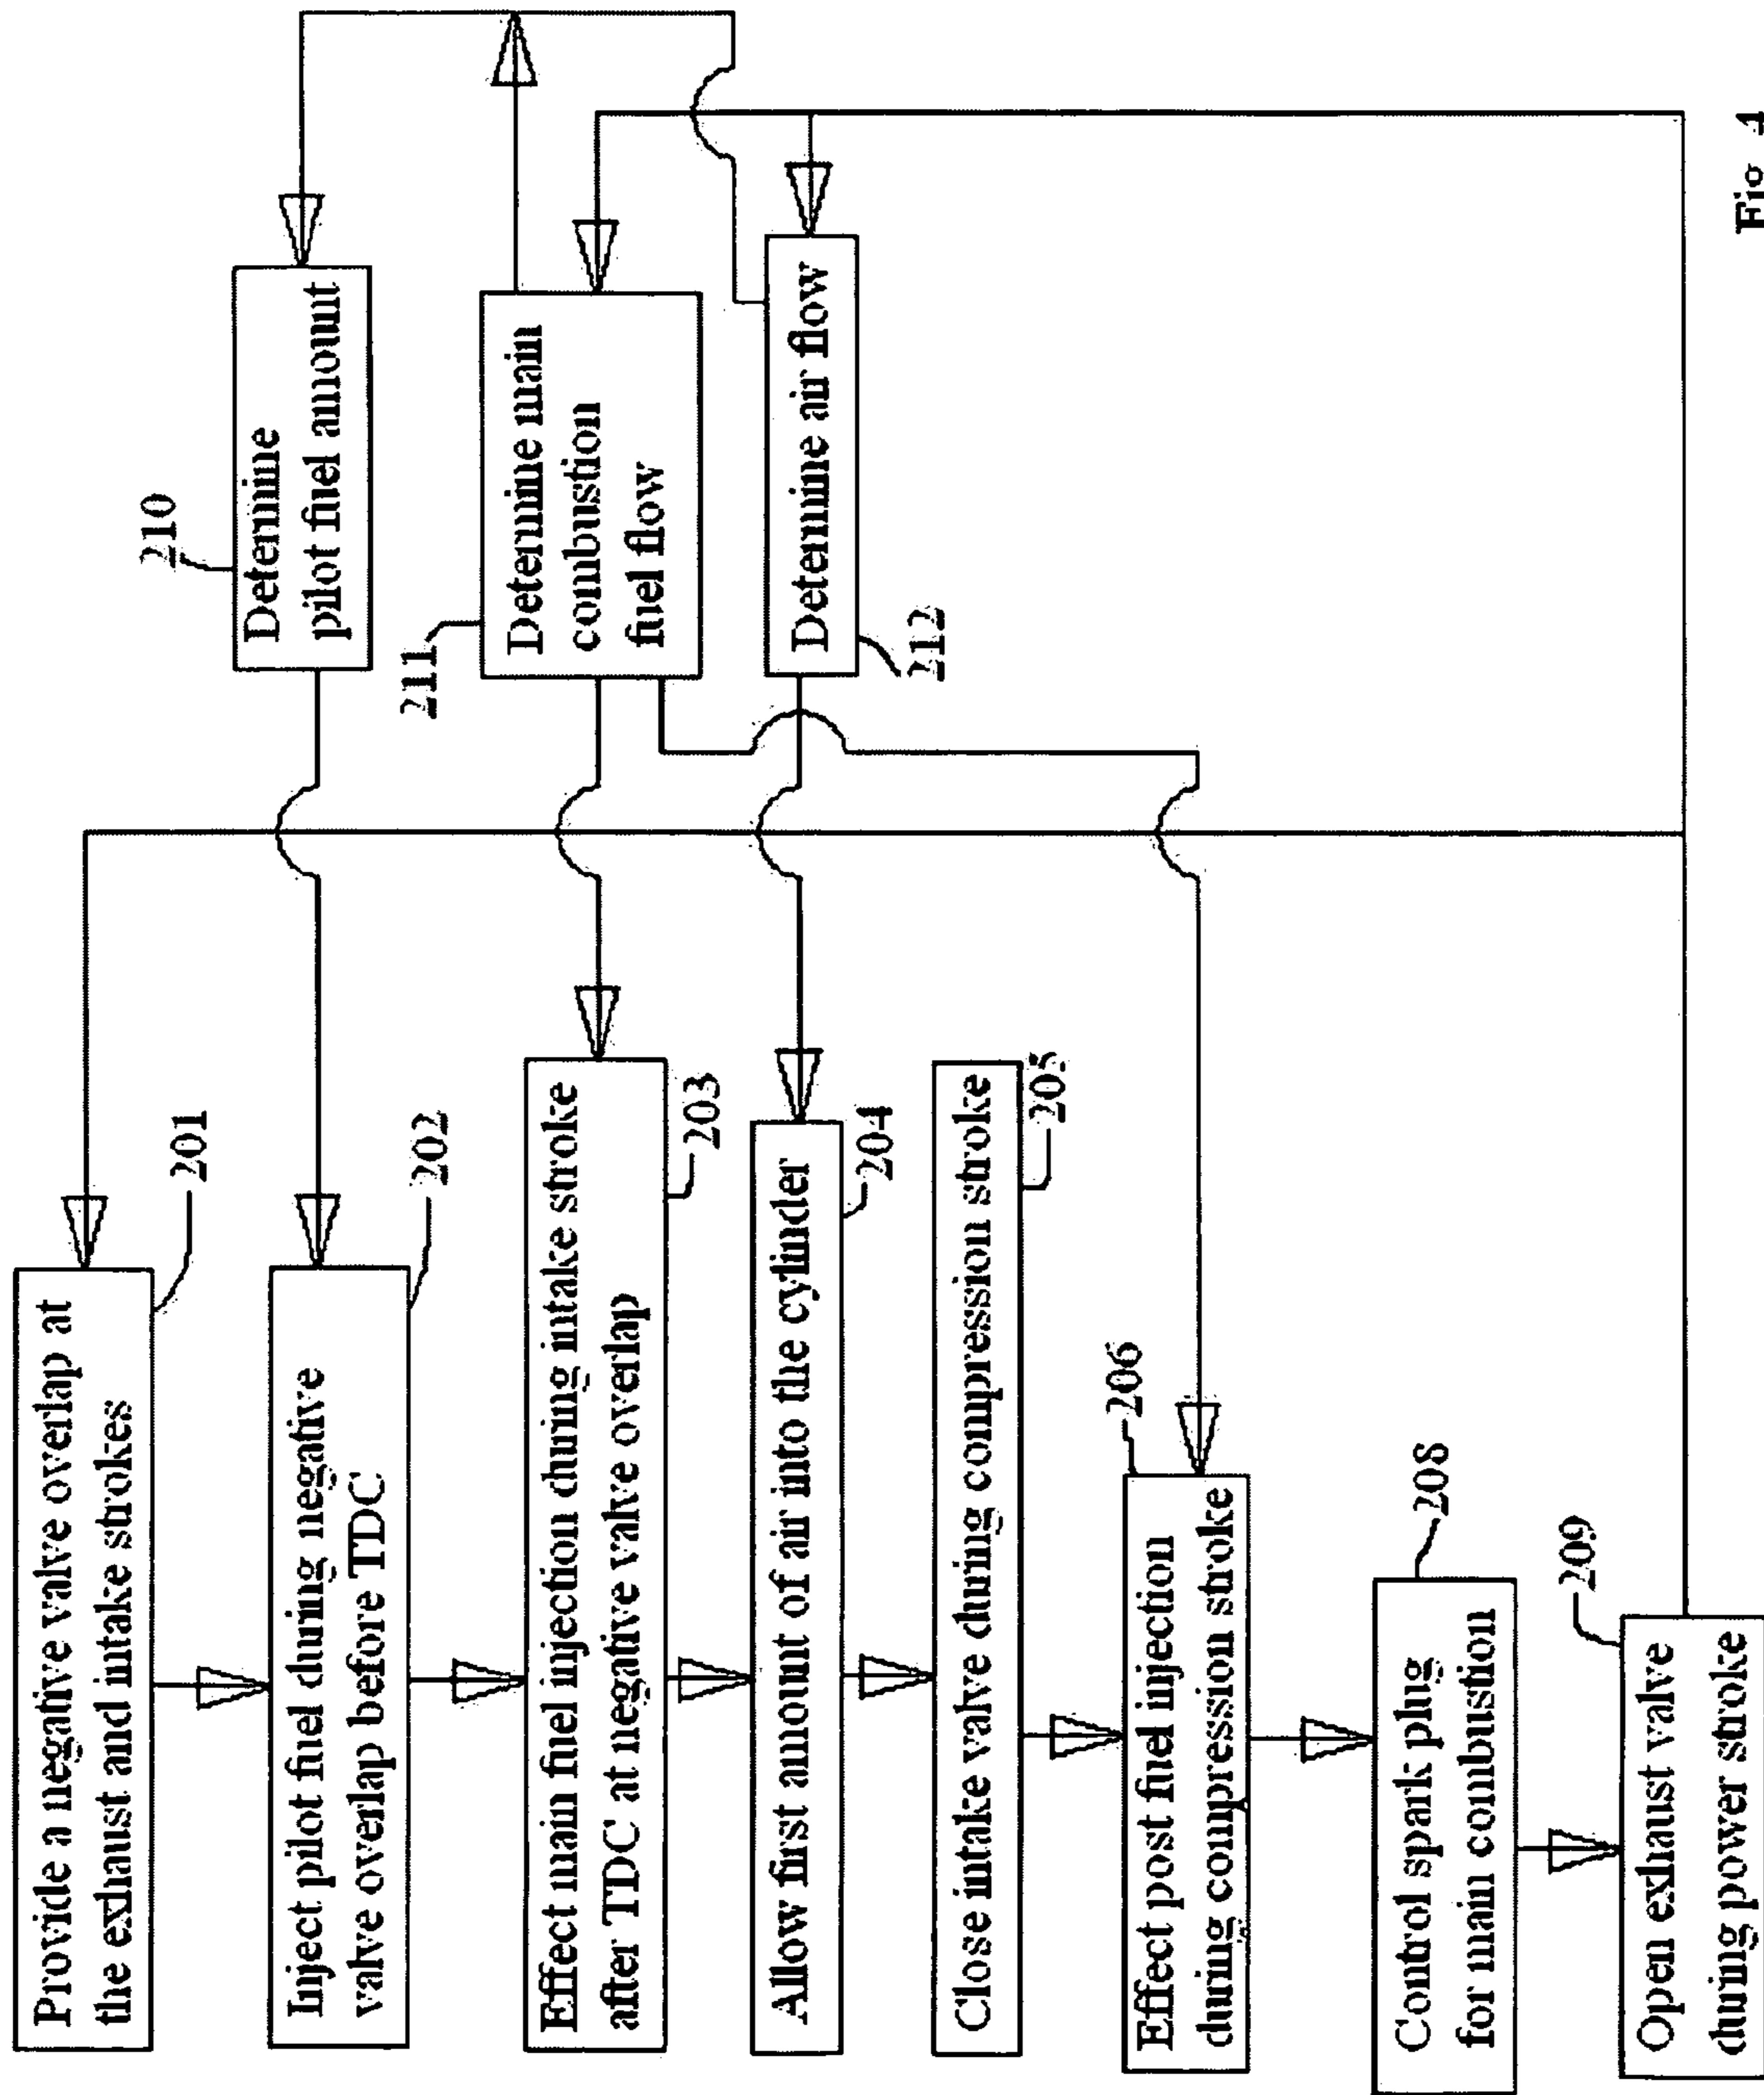 Provide a negative valve overlap at
the exhaust and intake strokes
201
Inject pilot fuel during negative
valve overlap before TDC
202
Effect main fuel injection during intake stroke
after TDC at negative valve overlap
203
Allow first amount of air into the cylinder
204
Close intake valve during compression stroke
205
Effect post fuel injection
during compression stroke
206
Control spark plug
for main combustion
208
Open exhaust valve
during power stroke
209
210
Determine
pilot fuel amount
211
Determine main
combustion
fuel flow
Determine air flow
212
Fig 4